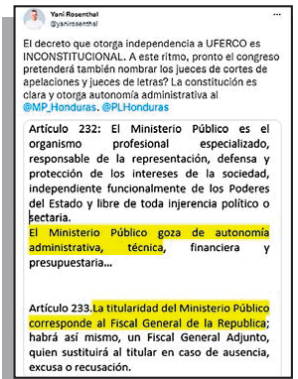 Yani Rosenthal
@yanirosenthal
...
El decreto que otorga independencia a UFERCO es
INCONSTITUCIONAL. A este ritmo, pronto el congreso
pretenderá también nombrar los jueces de cortes de
apelaciones y jueces de letras? La constitución es
clara y otorga autonomía administrativa al
@MP_Honduras. @PLHonduras
Artículo 232: El Ministerio Público es el
organismo profesional especializado,
responsable de la representación, defensa y
protección de los intereses de la sociedad,
independiente funcionalmente de los Poderes
del Estado y libre de toda injerencia político o
sectaria.
El Ministerio Público goza de autonomía
administrativa, técnica, financiera y
presupuestaria...
Artículo 233.La titularidad del Ministerio Público
corresponde al Fiscal General de la Republica;
habrá así mismo, un Fiscal General Adjunto,
quien sustituirá al titular en caso de ausencia,
excusa o recusación.